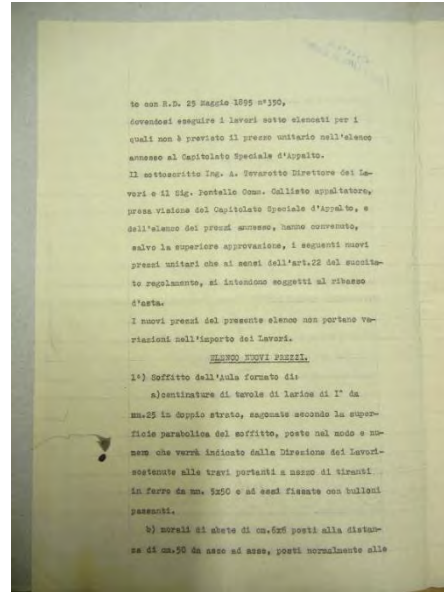 to con R.D. 25 Maggio 1895 n°350,
dovendosi eseguire i lavori sotto elencati per i
quali non è previsto il prezzo unitario nell'elenco
annesso al Capitolato Speciale d'Appalto.
Il sottoscritto Ing. A. Tevarotto Direttore dei La-
vori e il Sig. Pontello Comm. Callisto appaltatore,
presa visione del Capitolato Speciale d'Appalto, e
dell'elenco dei prezzi annesso, hanno convenuto,
salvo la superiore approvazione, i seguenti nuovi
prezzi unitari che ai sensi dell'art.22 del succita-
to regolamento, si intendono soggetti al ribasso
d'asta.
I nuovi prezzi del presente elenco non portano va-
riazioni nell'importo dei Lavori.
ELENCO NUOVI PREZZI.
1°) Soffitto dell'Aula formato di:
a)centinature di tavole di larice di I° da
mm.25 in doppio strato, sagomate secondo la super-
ficie parabolica del soffitto, poste nel modo e nu-
mero che verrà indicato dalla Direzione dei Lavori-
sostenute alle travi portanti a mezzo di tiranti
in ferro da mm. 5x50 e ad essi fissate con bulloni
passanti.
b) murali di abete di cm.6x8 posti alla distan-
za di cm.50 da asse ad asse, posti normalmente alle